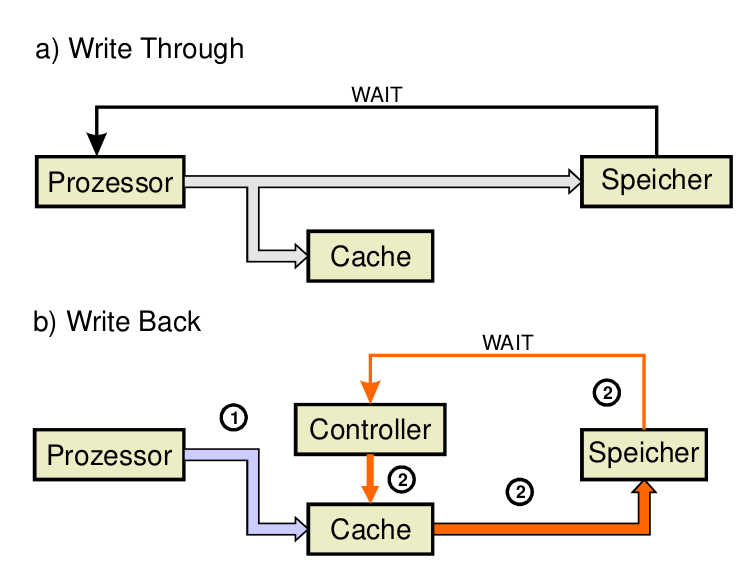 a) Write Through
WAIT
Prozessor
Speicher
Cache
b) Write Back
WAIT
1
2
Controller
Prozessor
Speicher
2
2
Cache